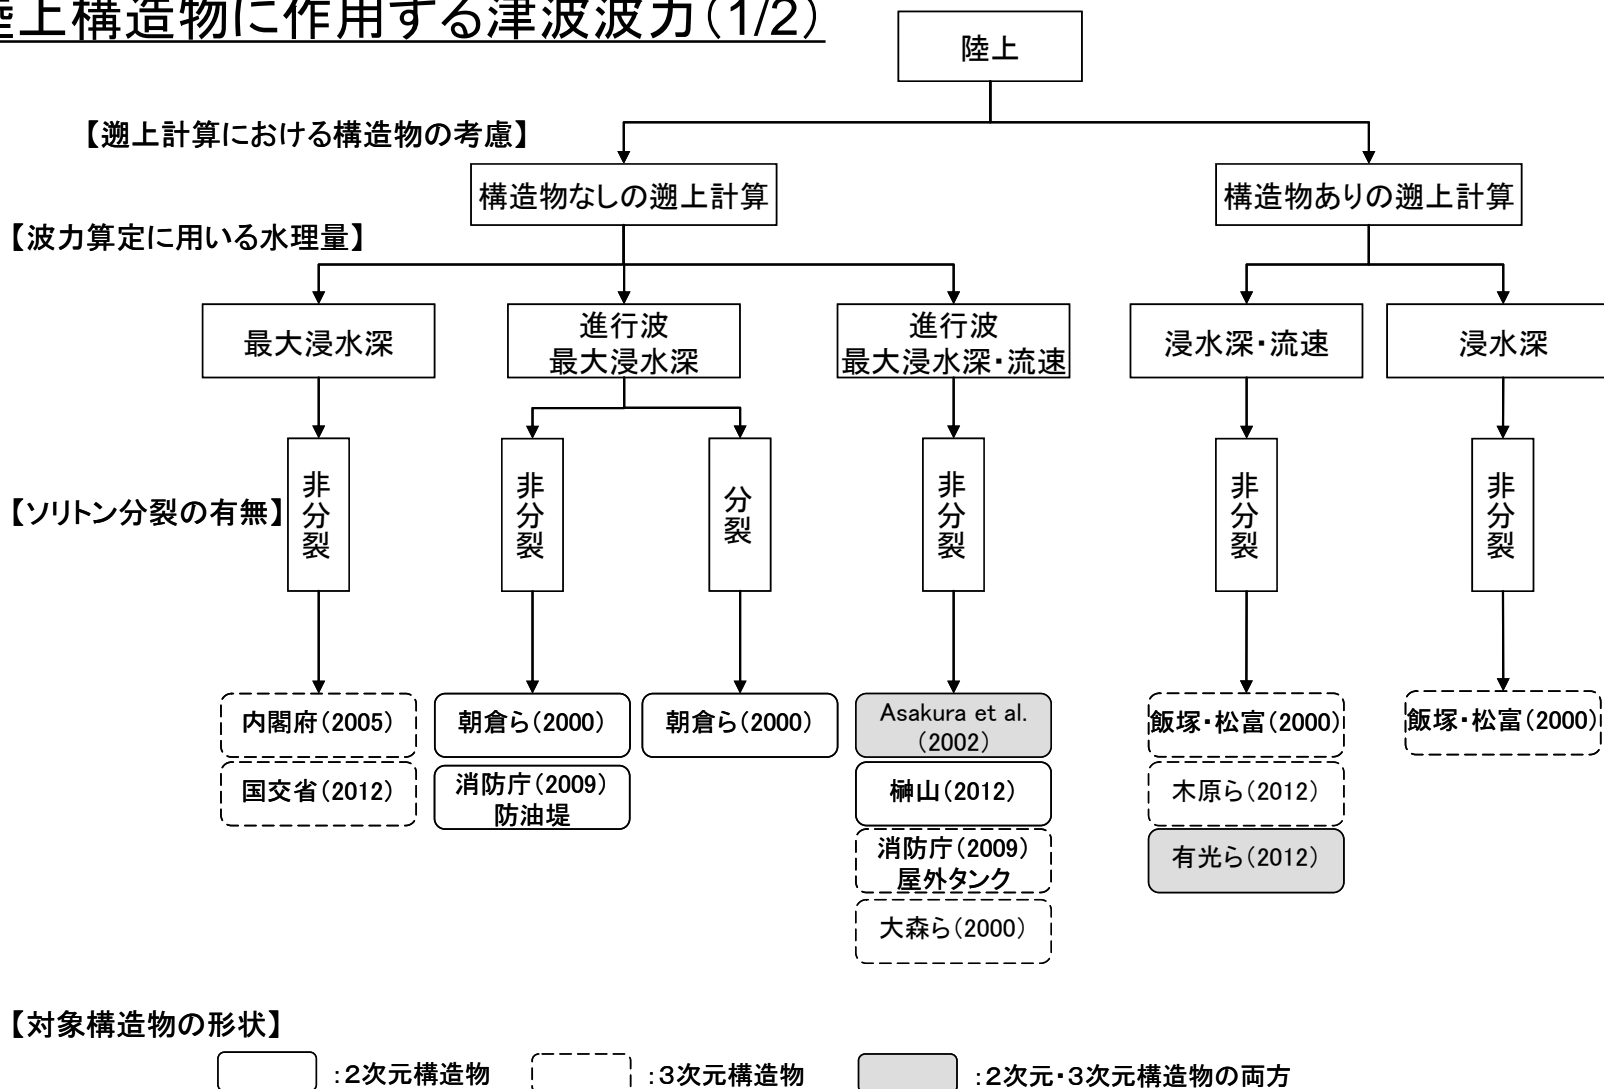 陸上構造物に作用する津波波力（1/2）
陸上
【遡上計算における構造物の考慮】
構造物なしの遡上計算
構造物ありの遡上計算
【波力算定に用いる水理量】
最大浸水深
進行波
最大浸水深
進行波
最大浸水深・流速
浸水深・流速
浸水深
【ソリトン分裂の有無】
非分裂
非分裂
分裂
非分裂
非分裂
非分裂
内閣府（2005）
国交省（2012）
朝倉ら（2000）
消防庁（2009）
防油堤
朝倉ら（2000）
Asakura et al.
（2002）
榊山（2012）
消防庁（2009）
屋外タンク
大森ら（2000）
飯塚・松富（2000）
木原ら（2012）
有光ら（2012）
飯塚・松富（2000）
【対象構造物の形状】
：２次元構造物
：３次元構造物
：２次元・３次元構造物の両方